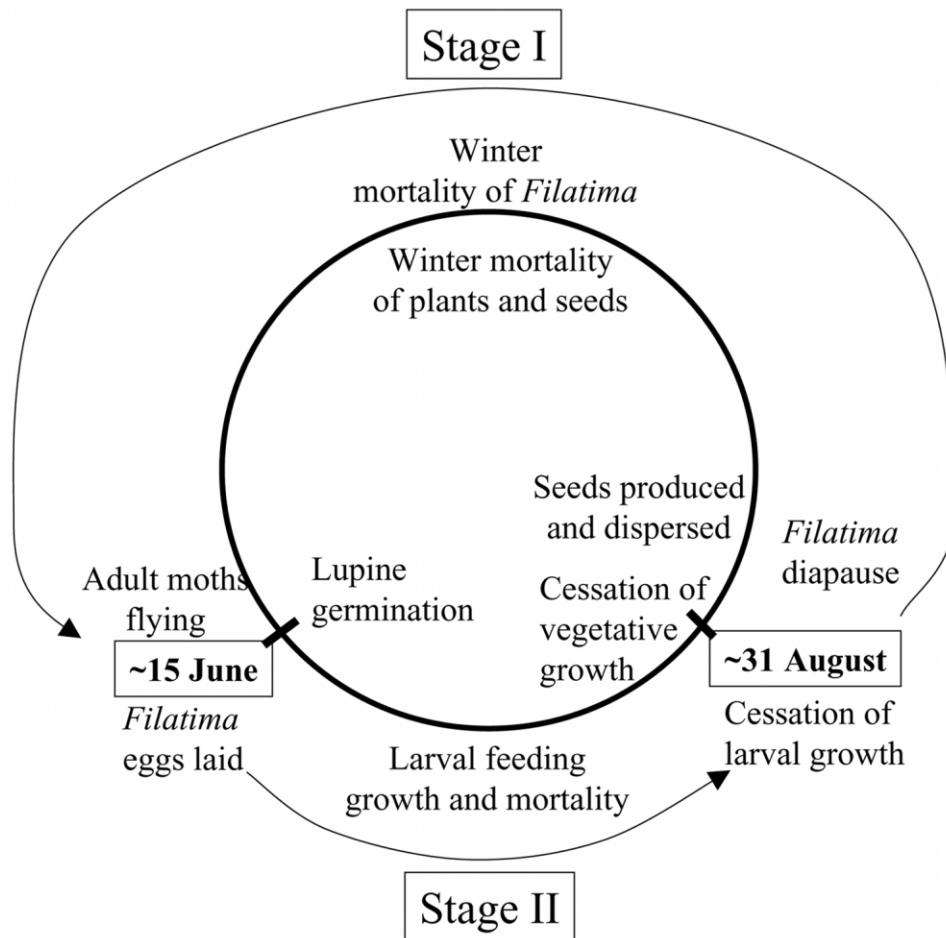 Stage I
Winter
mortality of Filatima
Winter mortality
of plants and seeds
Seeds produced
and dispersed
Filatima
diapause
Adult moths
flying
Lupine
germination
Cessation of
vegetative
growth
~15 June
~31 August
Filatima
eggs laid
Cessation of
larval growth
Larval feeding
growth and mortality
Stage II